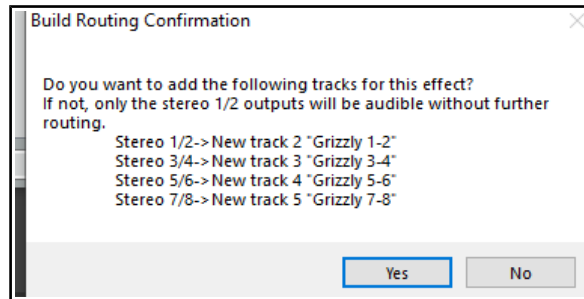 Build Routing Confirmation
Do you want to add the following tracks for this effect?
If not, only the stereo 1/2 outputs will be audible without further
routing.
Stereo 1/2->New track 2 "Grizzly 1-2"
Stereo 3/4->New track 3 "Grizzly 3-4"
Stereo 5/6->New track 4 "Grizzly 5-6"
Stereo 7/8->New track 5 "Grizzly 7-8"
Yes No